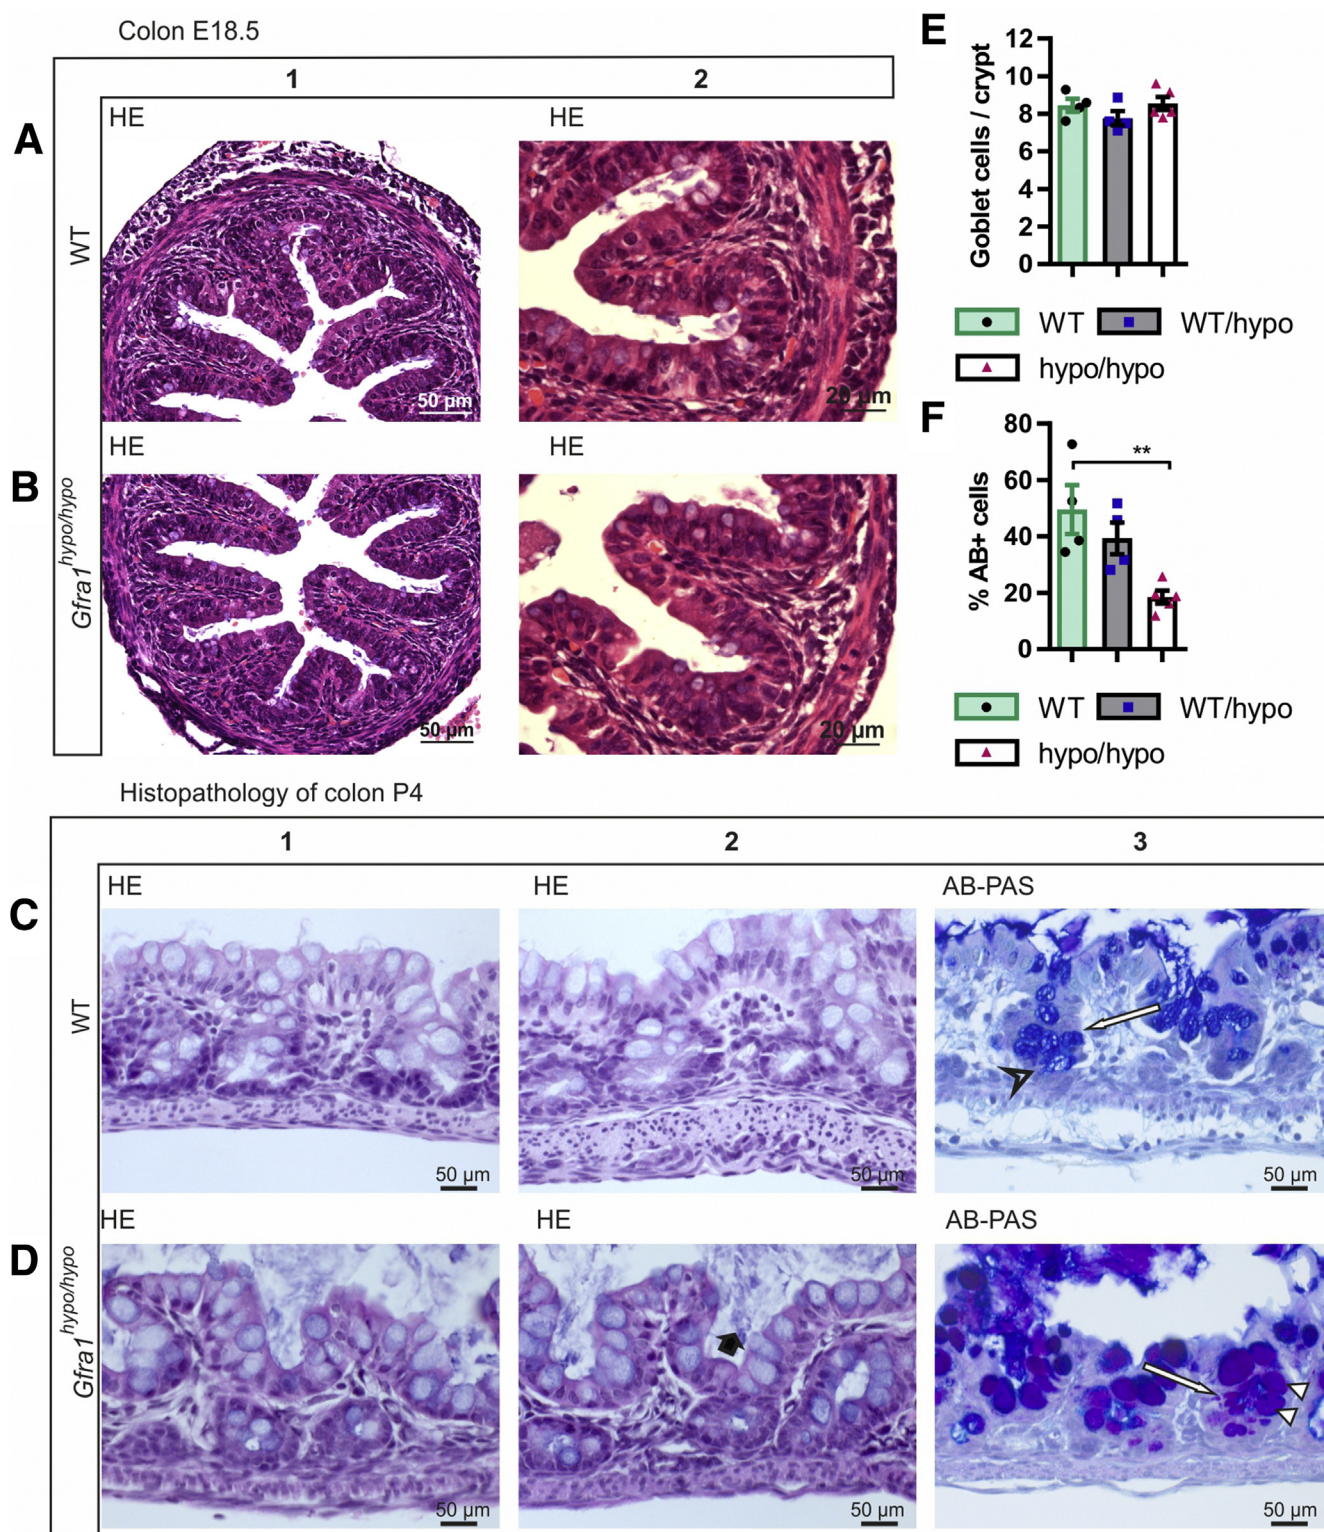 Colon E18.5
1 2
A
WT
HE HE
50 µm 20 µm
B
Gfra1hypo/hypo
HE HE
50 µm 20 µm
E
Goblet cells / crypt
12
10
8
6
4
2
0
WT WT/hypo
hypo/hypo
F
% AB+ cells
80
60
40
20
0
**
WT WT/hypo
hypo/hypo
Histopathology of colon P4
1 2 3
C
WT
HE HE AB-PAS
50 µm 50 µm 50 µm
D
Gfra1hypo/hypo
HE HE AB-PAS
50 µm 50 µm 50 µm